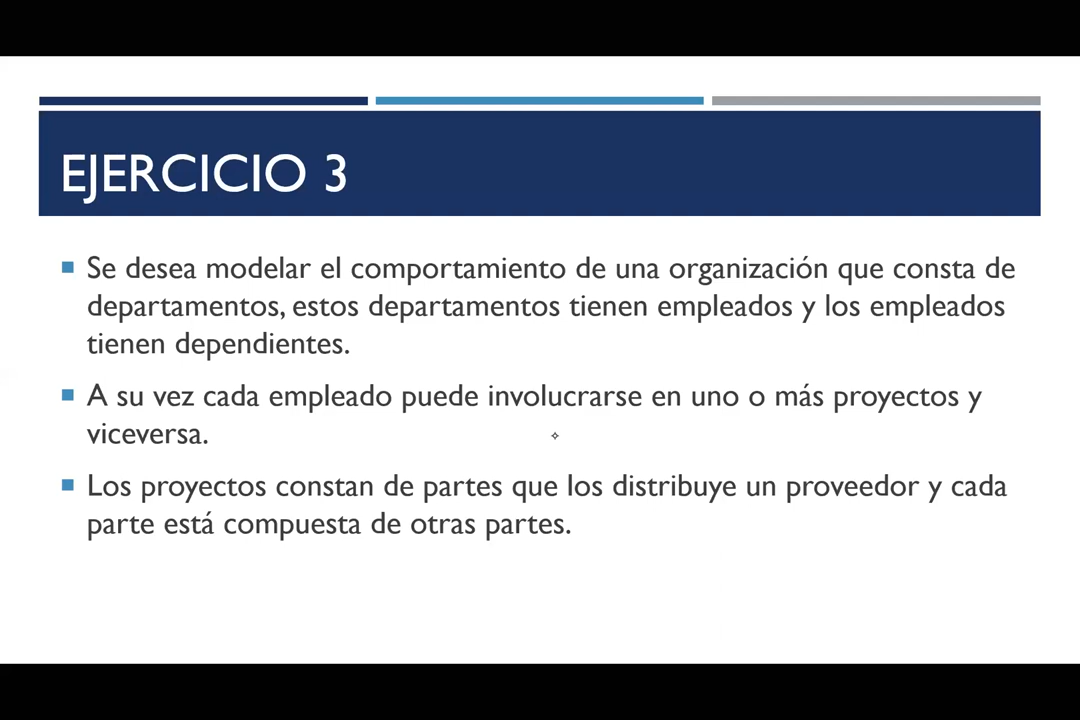 EJERCICIO 3
Se desea modelar el comportamiento de una organización que consta de
departamentos, estos departamentos tienen empleados y los empleados
tienen dependientes.
A su vez cada empleado puede involucrarse en uno o más proyectos y
viceversa.
Los proyectos constan de partes que los distribuye un proveedor y cada
parte está compuesta de otras partes.